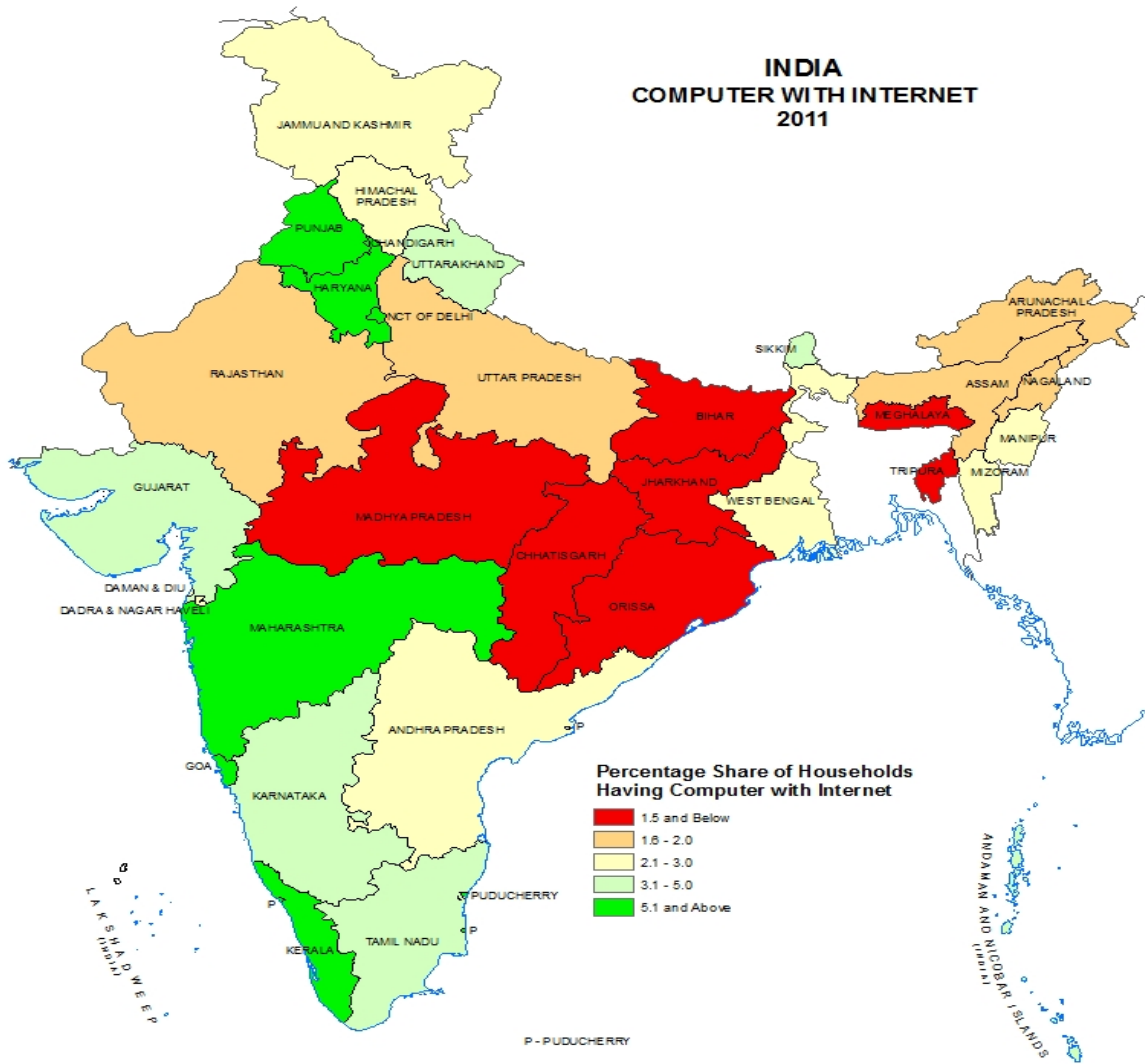 INDIA
COMPUTER WITH INTERNET
2011
JAMMU AND KASHMIR
HIMACHAL
PRADESH
PUNJAB
CHANDIGARH
UTTARAKHAND
HARYANA
NCT OF DELHI
ARUNACHAL
PRADESH
SIKKIM
RAJASTHAN
UTTAR PRADESH
ASSAM
NAGALAND
BIHAR
MEGHALAYA
MANIPUR
TRIPURA
MIZORAM
GUJARAT
JHARKHAND
WEST BENGAL
MADHYA PRADESH
CHHATISGARH
DAMAN & DIU
DADRA & NAGAR HAVELI
ORISSA
MAHARASHTRA
ANDHRA PRADESH
P
GOA
KARNATAKA
Percentage Share of Households
Having Computer with Internet
1.5 and Below
1.6 - 2.0
2.1 - 3.0
3.1 - 5.0
5.1 and Above
PUDUCHERRY
P
P
KERALA
TAMIL NADU
LAKSHADWEEP
(INDIA)
ANDAMAN AND NICOBAR ISLANDS
(INDIA)
P - PUDUCHERRY